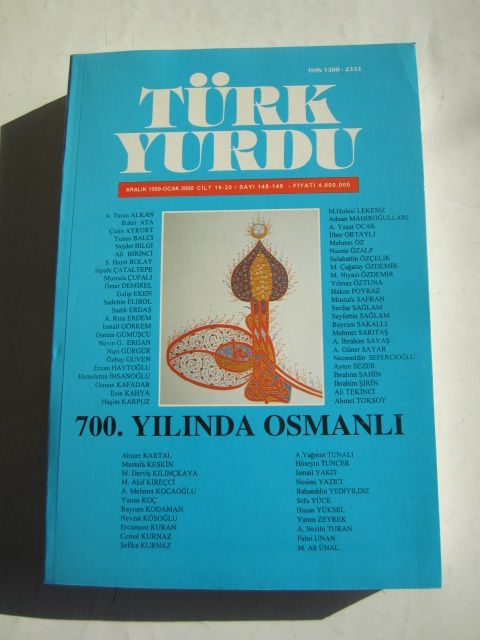 ISSN 1300-2333
TÜRK
YURDU
ARALIK 1999-OCAK 2000 CİLT 19-20 / SAYI 148-149 - FİYATI 4.000.000
A. Turan ALKAN
Bahri ATA
Çetin AYKURT
Yunus BALCI
Nejdet BİLGİ
Ali BİRİNCİ
S. Hayri BOLAY
Sipahi ÇATALTEPE
Mustafa ÇUFALI
Ömer DEMİREL
Galip EKEN
Sadettin ELİBOL
Sadık ERDAŞ
A. Rıza ERDEM
İsmail GÖRKEM
Osman GÜMÜŞÇÜ
Nevin G. ERGAN
Nuri GÜRGÜR
Özbay GÜVEN
Ercan HAYTOĞLU
Ekmelettin İHSANOĞLU
Osman KAFADAR
Esin KAHYA
Haşim KARPUZ
M.Hulusi LEKESİZ
Adnan MAHİROĞULLARI
A. Yaşar OCAK
İlber ORTAYLI
Mehmet ÖZ
Nazmi ÖZALP
Selahattin ÖZÇELİK
M. Çağatay ÖZDEMİR
M. Niyazi ÖZDEMİR
Yılmaz ÖZTUNA
Hakan POYRAZ
Mustafa SAFRAN
Serdar SAĞLAM
Seyfettin SAĞLAM
Bayram SAKALLI
Mehmet SARITAŞ
A. İbrahim SAVAŞ
A. Güner SAYAR
Necmeddin SEFERCİOĞLU
Ayten SEZER
İbrahim ŞAHİN
İbrahim ŞİRİN
Ali TEKİNCİ
Ahmet TOKSOY
700. YILINDA OSMANLI
Ahmet KARTAL
Mustafa KESKİN
M. Derviş KILINÇKAYA
M. Akif KİREÇCİ
A. Mehmet KOCAOĞLU
Yunus KOÇ
Bayram KODAMAN
Nevzat KÖSOĞLU
Ercüment KURAN
Cemal KURNAZ
Şefika KURNAZ
A.Yağmur TUNALI
Hüseyin TUNCER
İsmail YAKIT
Nesimi YAZICI
Bahaeddin YEDİYILDIZ
Sefa YÜCE
Hasan YÜKSEL
Yunus ZEYREK
A. Nezihi TURAN
Fahri UNAN
M. Ali ÜNAL